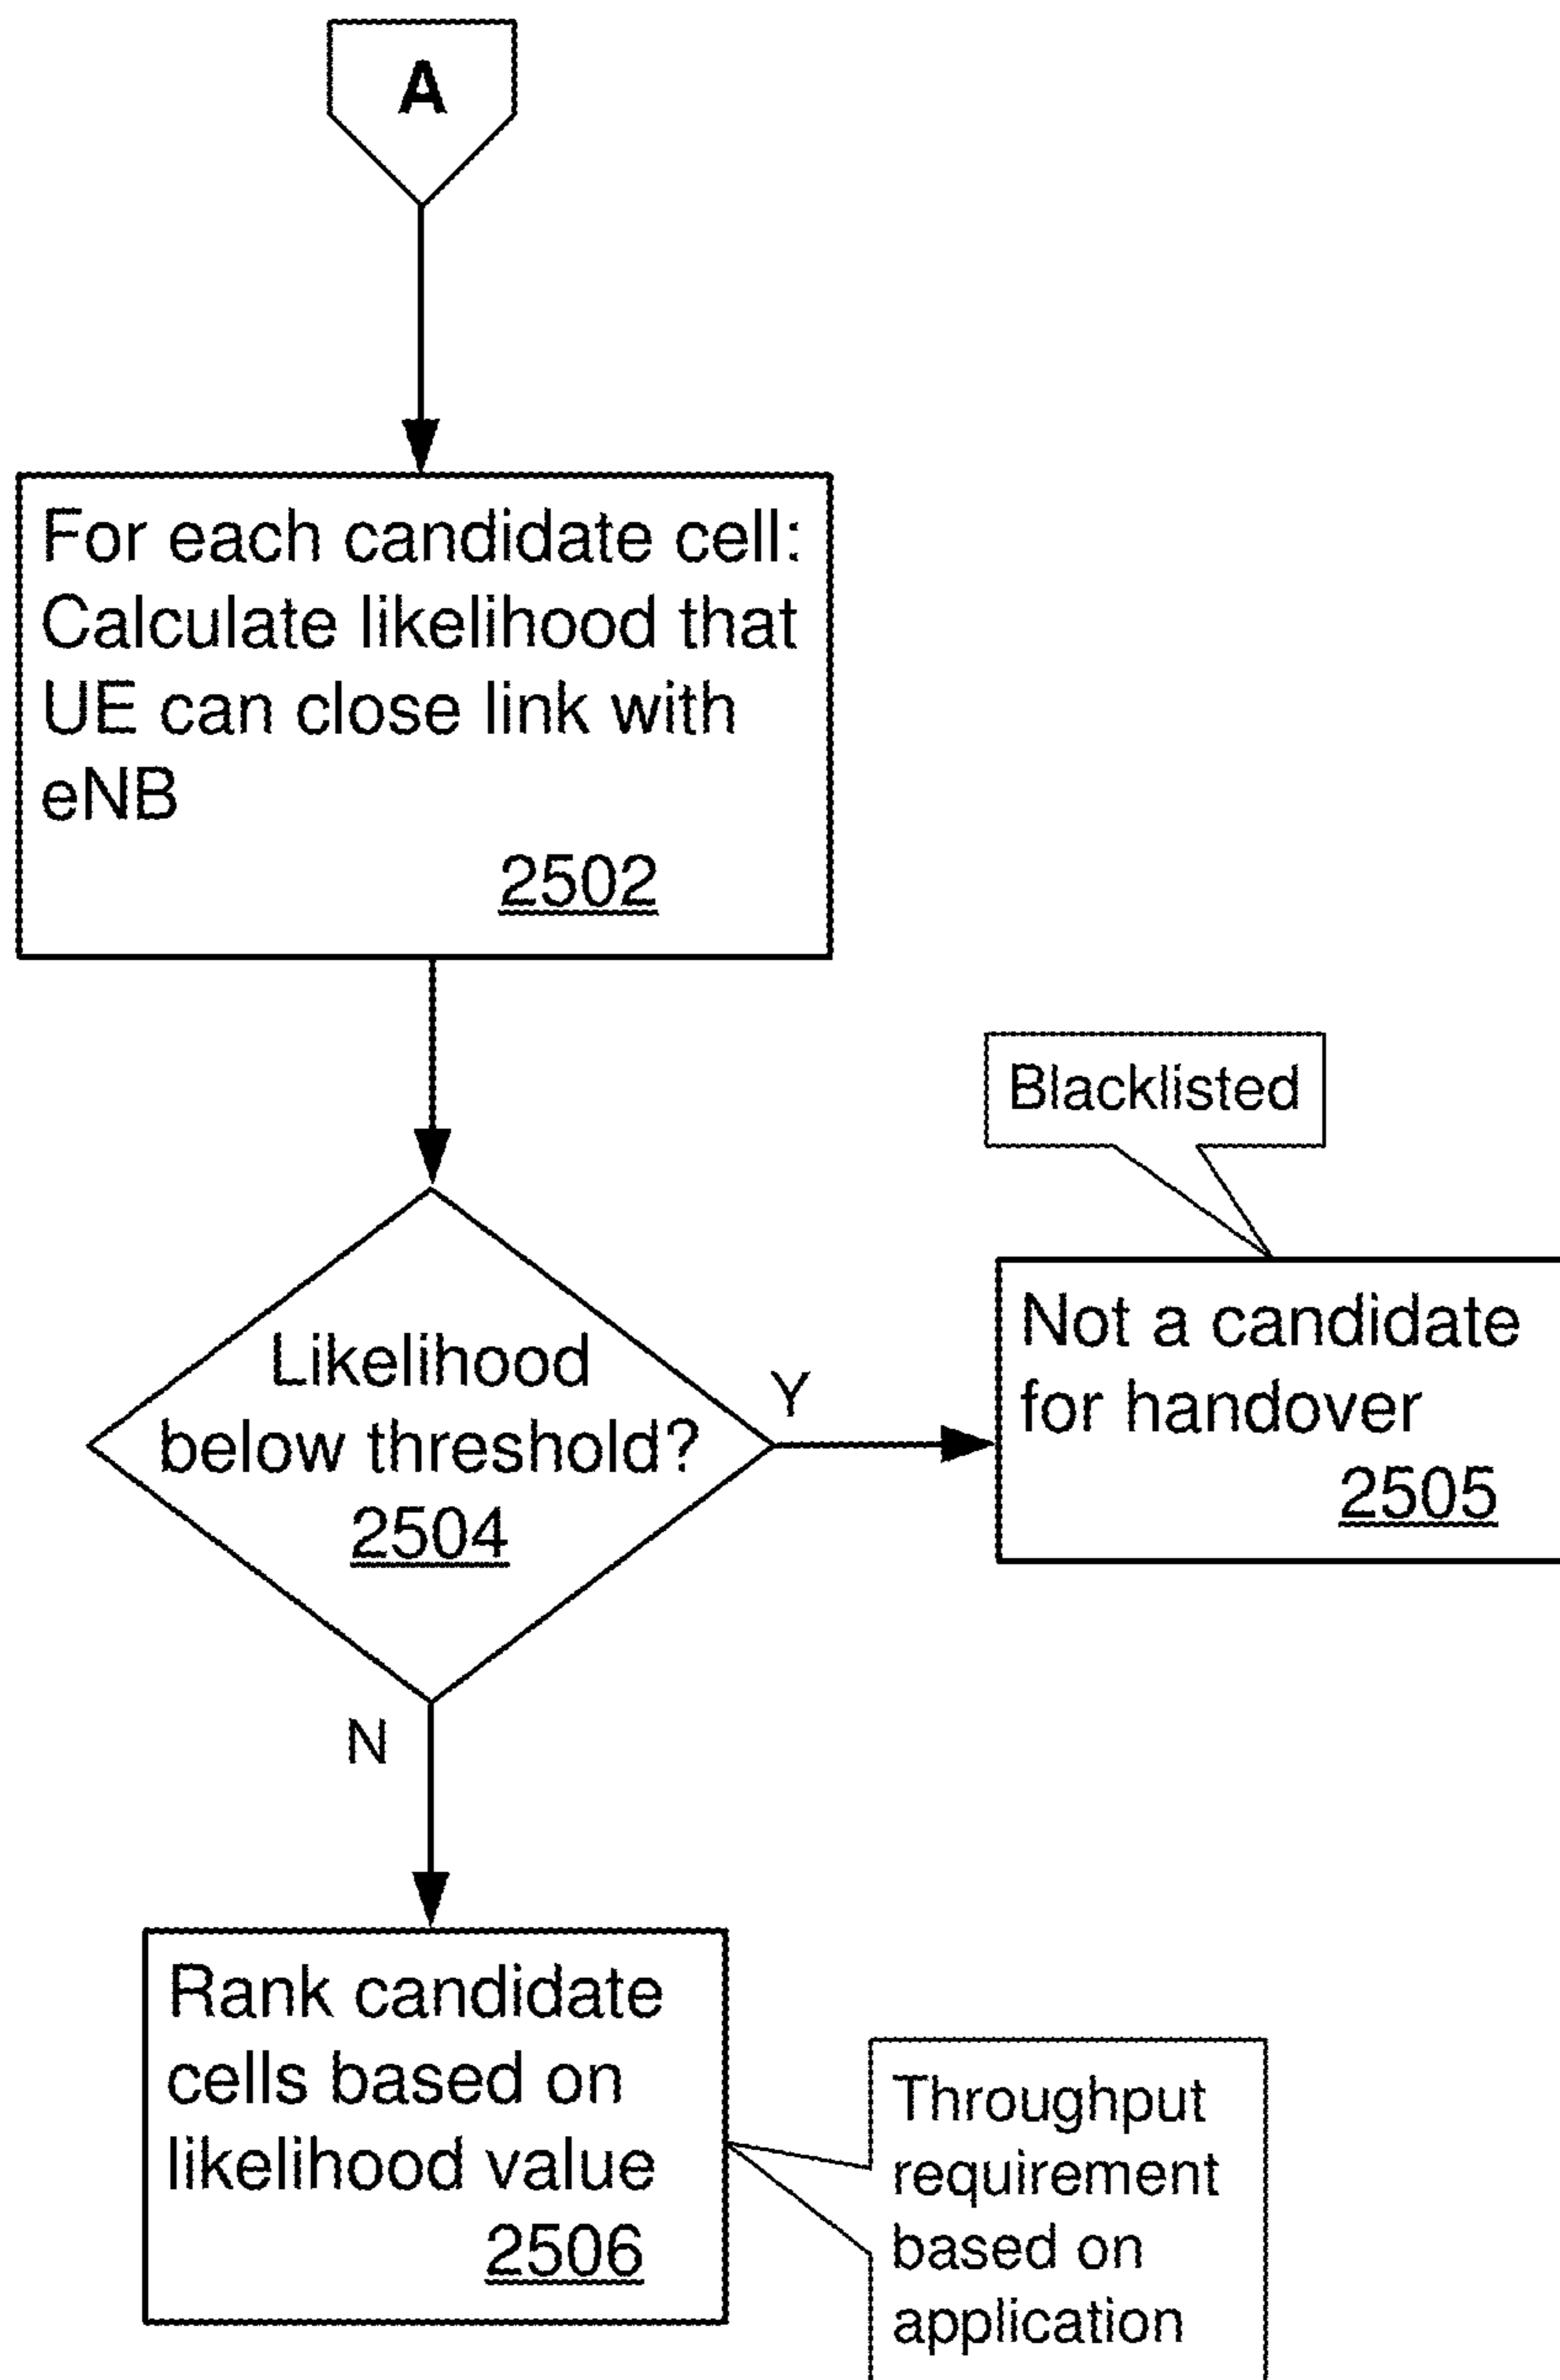 A
For each candidate cell:
Calculate likelihood that
UE can close link with
eNB
2502
Blacklisted
Likelihood
below threshold?
2504
Y
Not a candidate
for handover
2505
N
Rank candidate
cells based on
likelihood value
2506
Throughput
requirement
based on
application